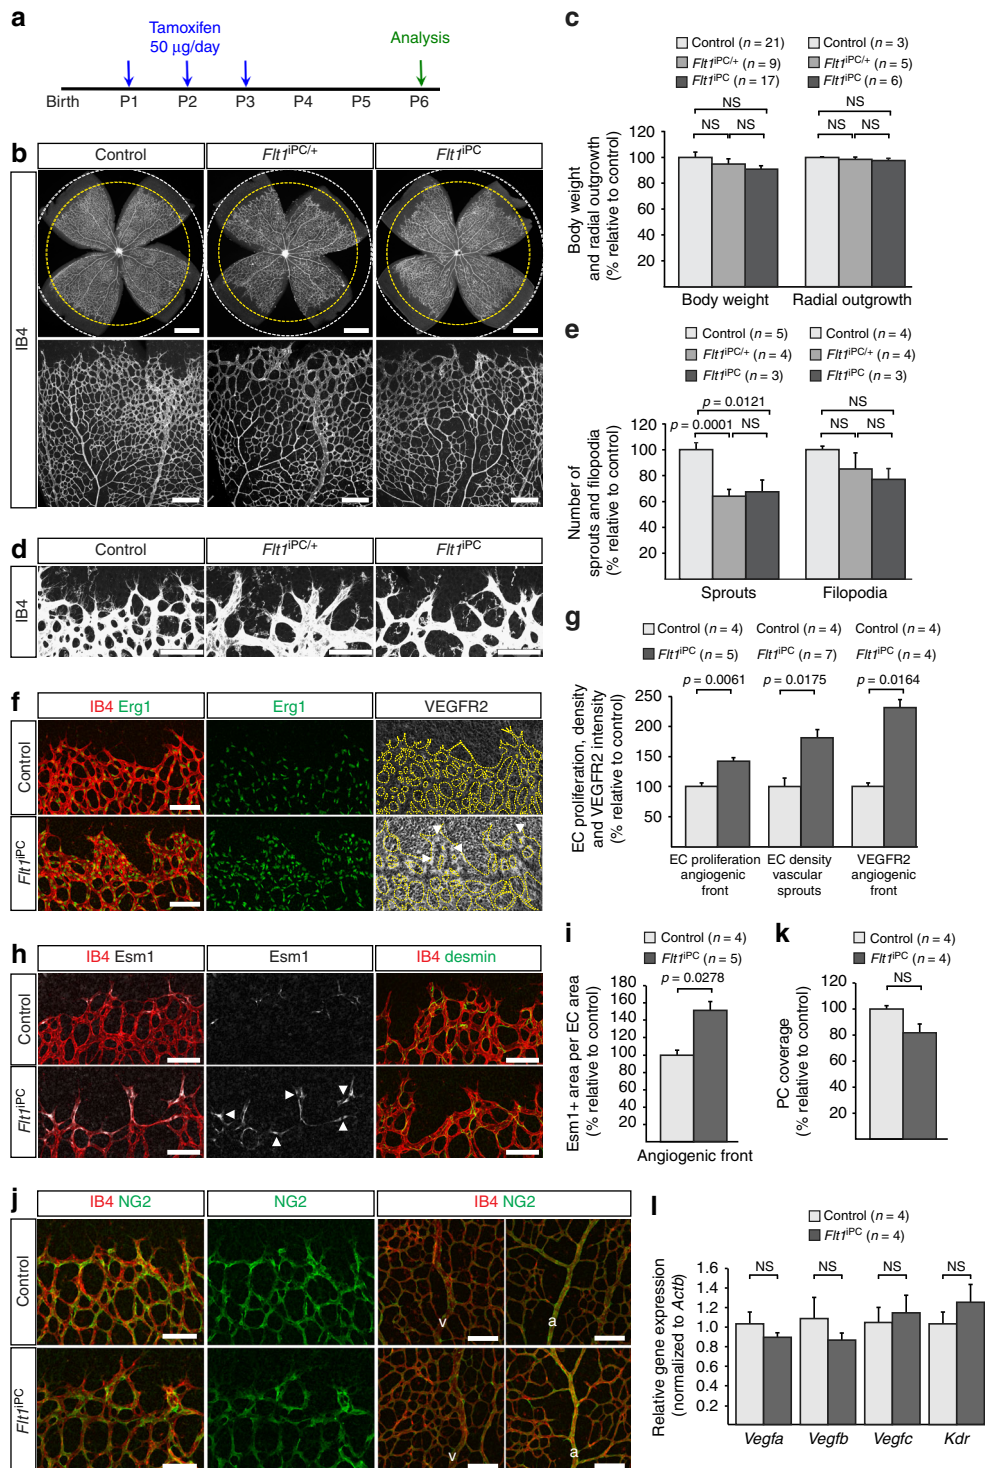 a
Tamoxifen
50 µg/day
Analysis
Birth P1 P2 P3 P4 P5 P6
b
Control Flt1iPC/+ Flt1iPC
IB4
c
Control (n = 21) Control (n = 3)
Flt1iPC/+ (n = 9) Flt1iPC/+ (n = 5)
Flt1iPC (n = 17) Flt1iPC (n = 6)
NS NS
NS NS NS NS
Body weight
and radial outgrowth
(% relative to control)
120
100
80
60
40
20
Body weight Radial outgrowth
d
Control Flt1iPC/+ Flt1iPC
IB4
e
Control (n = 5) Control (n = 4)
Flt1iPC/+ (n = 4) Flt1iPC/+ (n = 4)
Flt1iPC (n = 3) Flt1iPC (n = 3)
p = 0.0121 NS
p = 0.0001 NS NS NS
Number of
sprouts and filopodia
(% relative to control)
120
100
80
60
40
20
Sprouts Filopodia
f
IB4 Erg1 Erg1 VEGFR2
Control
Flt1iPC
g
Control (n = 4) Control (n = 4) Control (n = 4)
Flt1iPC (n = 5) Flt1iPC (n = 7) Flt1iPC (n = 4)
p = 0.0061 p = 0.0175 p = 0.0164
EC proliferation, density
and VEGFR2 intensity
(% relative to control)
250
200
150
100
50
EC proliferation EC density VEGFR2
angiogenic vascular angiogenic
front sprouts front
h
IB4 Esm1 Esm1 IB4 desmin
Control
Flt1iPC
i
Control (n = 4)
Flt1iPC (n = 5)
p = 0.0278
Esm1+ area per EC area
(% relative to control)
180
160
140
120
100
80
60
40
20
Angiogenic front
k
Control (n = 4)
Flt1iPC (n = 4)
NS
PC coverage
(% relative to control)
120
100
80
60
40
20
j
IB4 NG2 NG2 IB4 NG2
Control
v a
Flt1iPC
v a
l
Control (n = 4)
Flt1iPC (n = 4)
NS NS NS NS
Relative gene expression
(normalized to Actb)
1.6
1.4
1.2
1.0
0.8
0.6
0.4
0.2
Vegfa Vegfb Vegfc Kdr